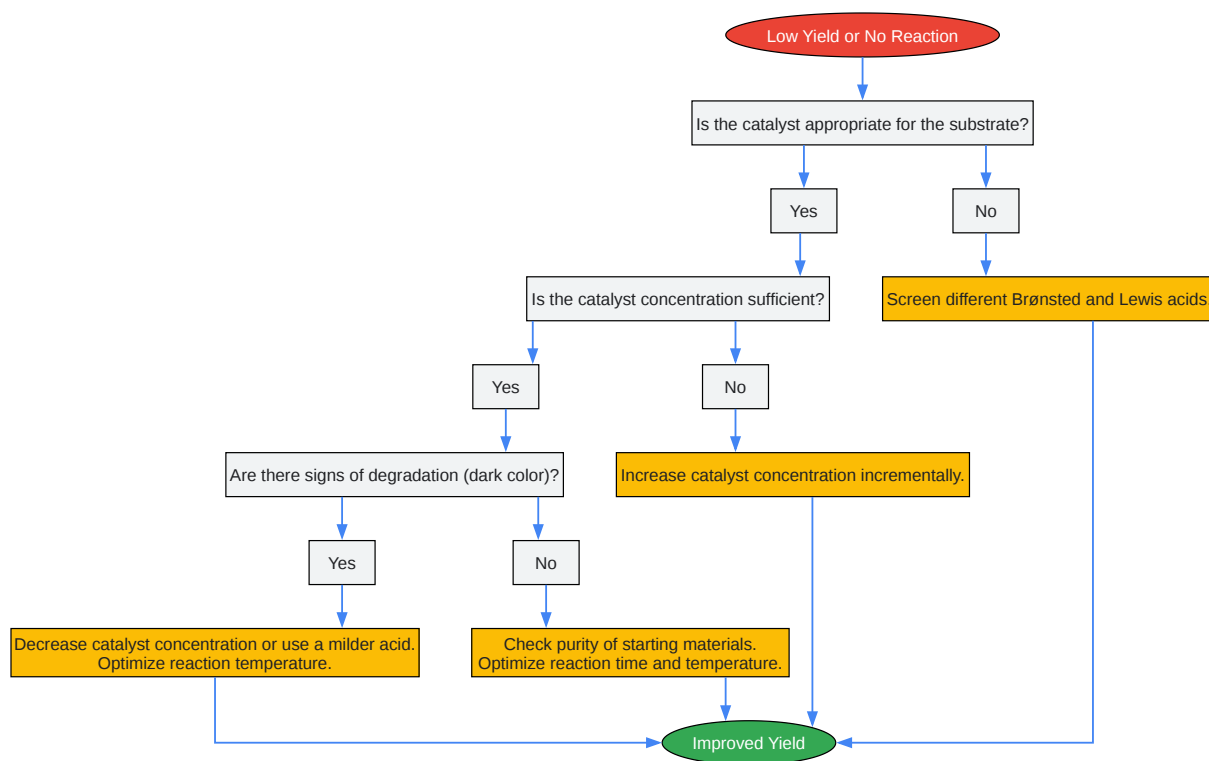 Low Yield or No Reaction
Is the catalyst appropriate for the substrate?
Yes
No
Is the catalyst concentration sufficient?
Screen different Brønsted and Lewis acids
Yes
No
Are there signs of degradation (dark color)?
Increase catalyst concentration incrementally.
Yes
No
Decrease catalyst concentration or use a milder acid.
Optimize reaction temperature.
Check purity of starting materials.
Optimize reaction time and temperature.
Improved Yield